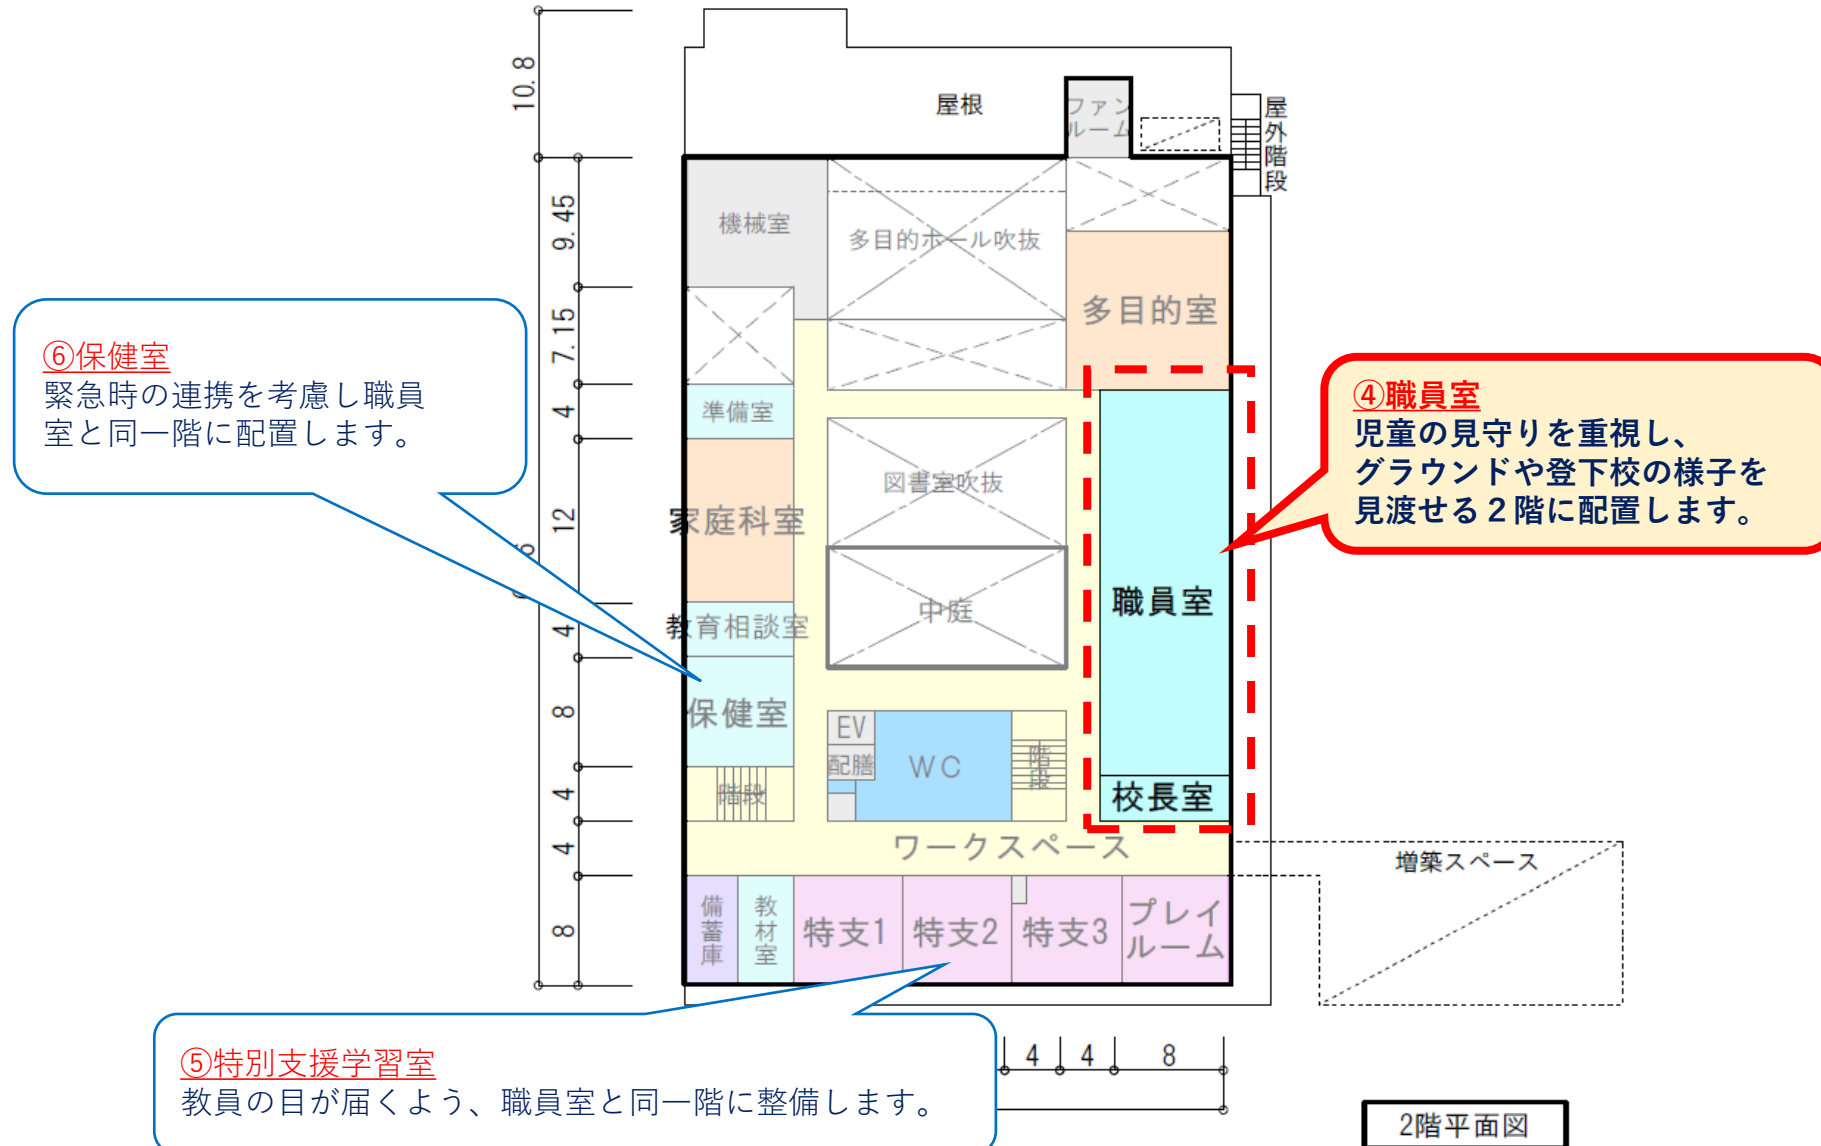 10.8
屋根
ファン
ルーム
屋外階段
9.45
機械室
多目的ホール吹抜
7.15
多目的室
⑥保健室
緊急時の連携を考慮し職員
室と同一階に配置します。
④職員室
児童の見守りを重視し、
グラウンドや登下校の様子を
見渡せる２階に配置します。
4
準備室
図書室吹抜
12
家庭科室
職員室
中庭
4
教育相談室
8
保健室
EV
配膳
WC
階段
4
階段
校長室
4
ワークスペース
増築スペース
8
備蓄庫
教材室
特支1
特支2
特支3
プレイ
ルーム
⑤特別支援学習室
教員の目が届くよう、職員室と同一階に整備します。
4
4
8
2階平面図